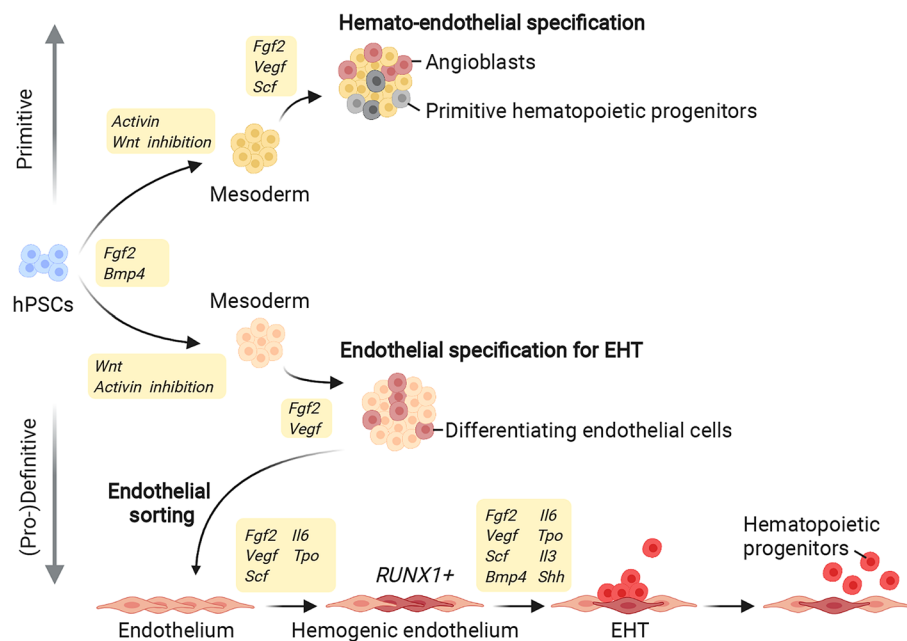 Hemato-endothelial specification
Fgf2
Vegf
Scf
Angioblasts
Primitive hematopoietic progenitors
Primitive
Activin
Wnt inhibition
Mesoderm
Fgf2
Bmp4
hPSCs
Mesoderm
Wnt
Activin inhibition
Endothelial specification for EHT
Fgf2
Vegf
Differentiating endothelial cells
(Pro-)Definitive
Endothelial
sorting
Fgf2 Il6
Vegf Tpo
Scf
RUNX1+
Fgf2 Il6
Vegf Tpo
Scf Il3
Bmp4 Shh
Hematopoietic
progenitors
Endothelium
Hemogenic endothelium
EHT